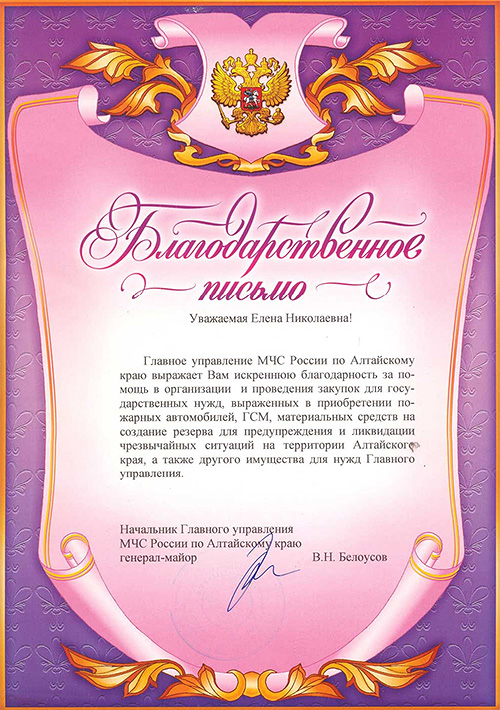 Благодарственное
письмо
Уважаемая Елена Николаевна!
Главное управление МЧС России по Алтайскому
краю выражает Вам искреннюю благодарность за по-
мощь в организации и проведения закупок для госу-
дарственных нужд, выраженных в приобретении по-
жарных автомобилей, ГСМ, материальных средств на
создание резерва для предупреждения и ликвидации
чрезвычайных ситуаций на территории Алтайского
края, а также другого имущества для нужд Главного
управления.
Начальник Главного управления
МЧС России по Алтайскому краю
генерал-майор В.Н. Белоусов